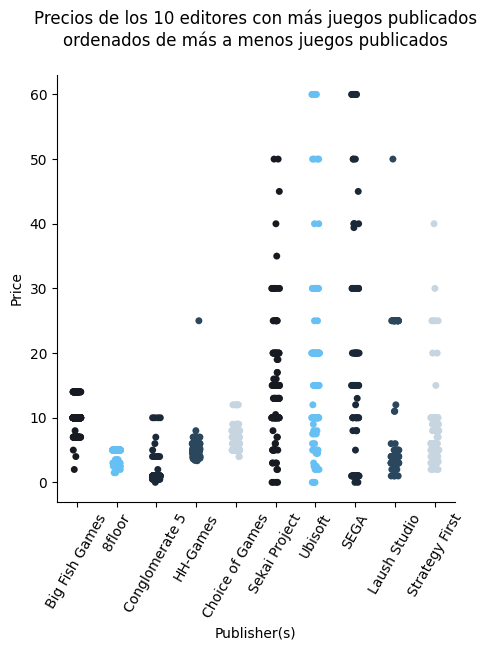 Precios de los 10 editores con más juegos publicados
ordenados de más a menos juegos publicados
60
50
40
30
20
10
0
Price
Big Fish Games
8floor
Conglomerate 5
HH-Games
Choice of Games
Sekai Project
Ubisoft
SEGA
Laush Studio
Strategy First
Publisher(s)